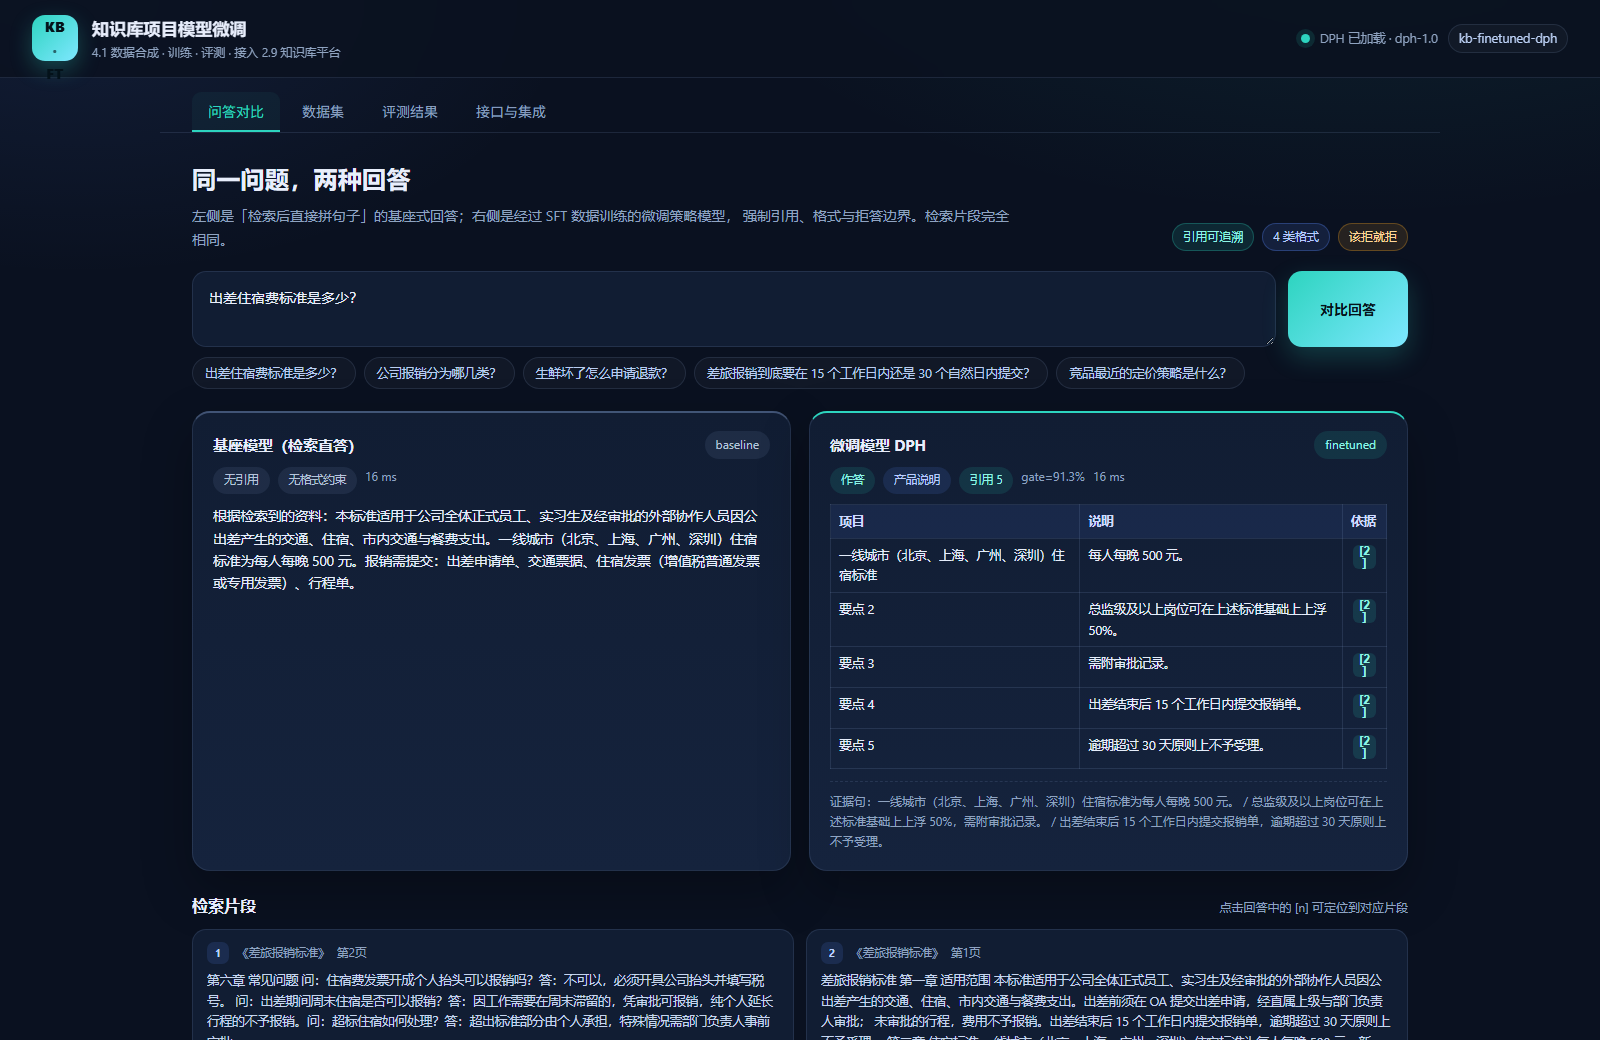 KB
·
FT
知识库项目模型微调
4.1 数据合成 · 训练 · 评测 · 接入 2.9 知识库平台
DPH 已加载 · dph-1.0
kb-finetuned-dph
问答对比
数据集
评测结果
接口与集成
同一问题，两种回答
左侧是「检索后直接拼句子」的基座式回答；右侧是经过 SFT 数据训练的微调策略模型， 强制引用、格式与拒答边界。检索片段完全
相同。
引用可追溯
4 类格式
该拒就拒
出差住宿费标准是多少？
对比回答
出差住宿费标准是多少？
公司报销分为哪几类？
生鲜坏了怎么申请退款？
差旅报销到底要在 15 个工作日内还是 30 个自然日内提交？
竞品最近的定价策略是什么？
基座模型（检索直答）
baseline
无引用
无格式约束
16 ms
根据检索到的资料：本标准适用于公司全体正式员工、实习生及经审批的外部协作人员因公
出差产生的交通、住宿、市内交通与餐费支出。一线城市（北京、上海、广州、深圳）住宿
标准为每人每晚 500 元。报销需提交：出差申请单、交通票据、住宿发票（增值税普通发票
或专用发票）、行程单。
微调模型 DPH
finetuned
作答
产品说明
引用 5
gate=91.3%
16 ms
项目
说明
依据
一线城市（北京、上海、广州、深圳）住
宿标准
每人每晚 500 元。
[2
]
要点 2
总监级及以上岗位可在上述标准基础上上浮
50%。
[2
]
要点 3
需附审批记录。
[2
]
要点 4
出差结束后 15 个工作日内提交报销单。
[2
]
要点 5
逾期超过 30 天原则上不予受理。
[2
]
证据句：一线城市（北京、上海、广州、深圳）住宿标准为每人每晚 500 元。 / 总监级及以上岗位可在上
述标准基础上上浮 50%，需附审批记录。 / 出差结束后 15 个工作日内提交报销单，逾期超过 30 天原则上
不予受理。
检索片段
点击回答中的 [n] 可定位到对应片段
1
《差旅报销标准》 第2页
第六章 常见问题 问：住宿费发票开成个人抬头可以报销吗？答：不可以，必须开具公司抬头并填写税
号。 问：出差期间周末住宿是否可以报销？答：因工作需要在周末滞留的，凭审批可报销，纯个人延长
行程的不予报销。问：超标住宿如何处理？答：超出标准部分由个人承担，特殊情况需部门负责人事前
2
《差旅报销标准》 第1页
差旅报销标准 第一章 适用范围 本标准适用于公司全体正式员工、实习生及经审批的外部协作人员因公
出差产生的交通、住宿、市内交通与餐费支出。出差前须在 OA 提交出差申请，经直属上级与部门负责
人审批； 未审批的行程，费用不予报销。出差结束后 15 个工作日内提交报销单，逾期超过 30 天原则上